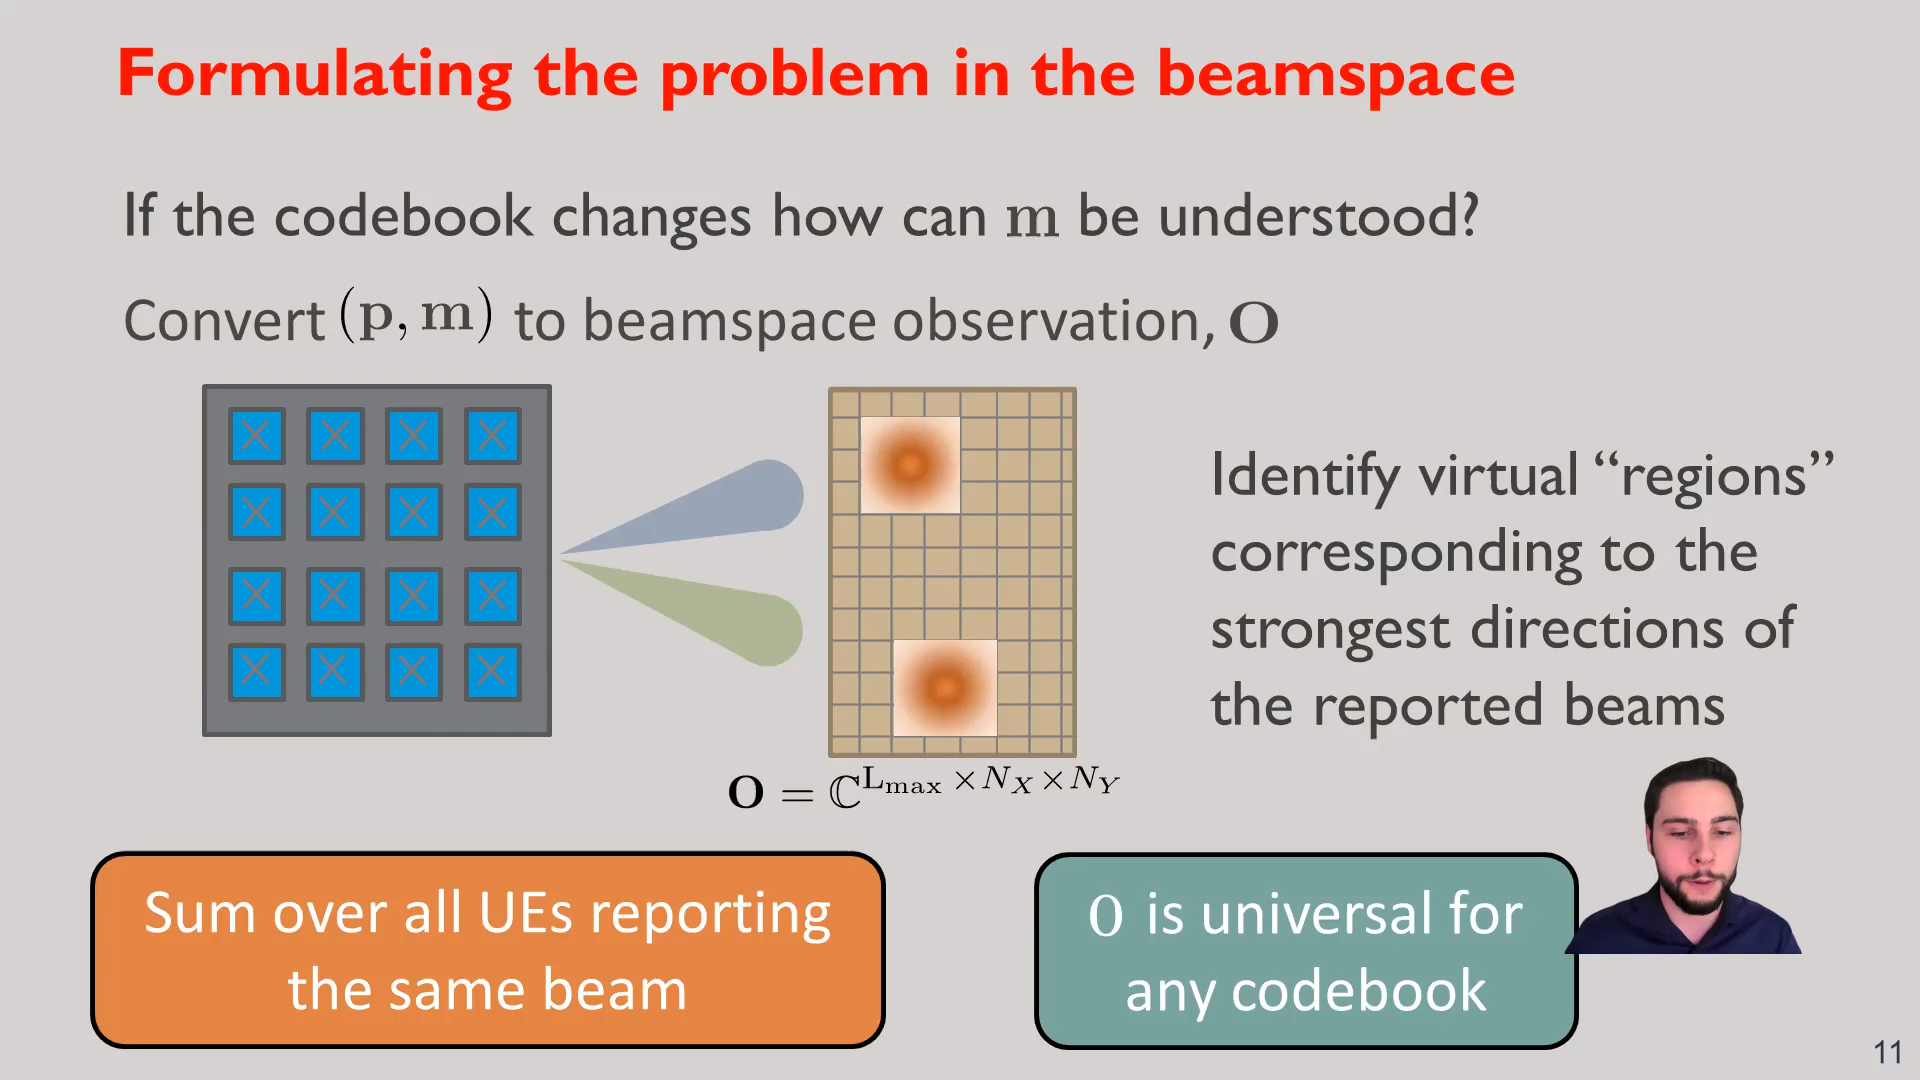 Formulating the problem in the beamspace
If the codebook changes how can m be understood?
Convert (p, m) to beamspace observation, O
Identify virtual “regions”
corresponding to the
strongest directions of
the reported beams
O = ℂ^{L_max × N_X × N_Y}
Sum over all UEs reporting
the same beam
O is universal for
any codebook
11